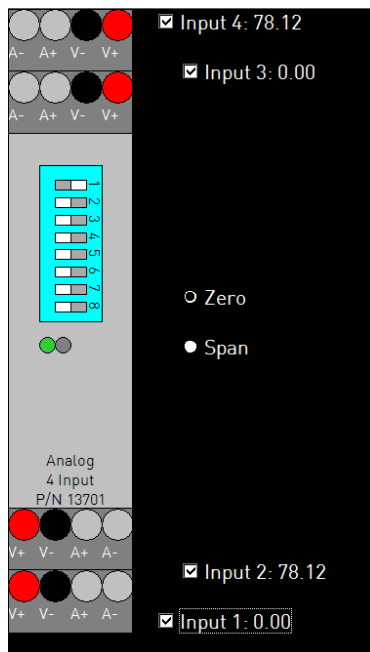 Input 4: 78.12
A- A+ V- V+
Input 3: 0.00
A- A+ V- V+
1
2
3
4
5
6
7
8
Zero
Span
Analog
4 Input
P/N 13701
V+ V- A+ A-
Input 2: 78.12
V+ V- A+ A-
Input 1: 0.00